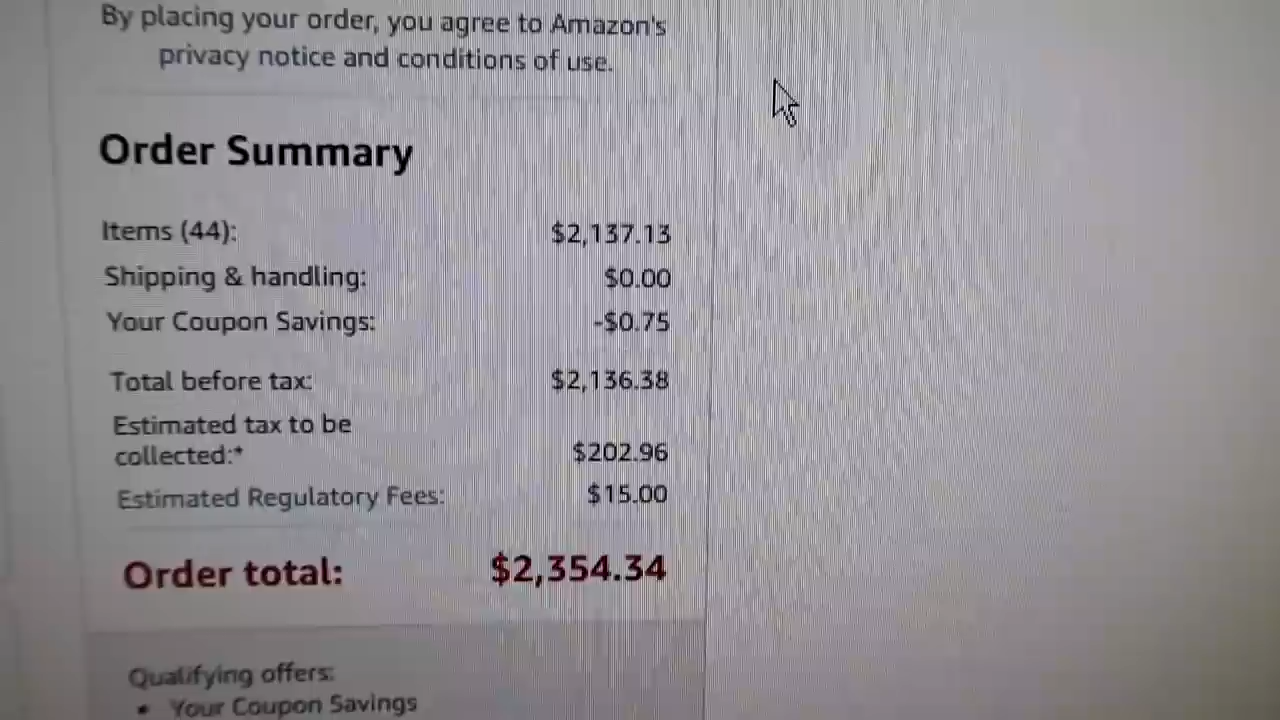 By placing your order, you agree to Amazon's
privacy notice and conditions of use.
Order Summary
Items (44): $2,137.13
Shipping & handling: $0.00
Your Coupon Savings: -$0.75
Total before tax: $2,136.38
Estimated tax to be
collected:* $202.96
Estimated Regulatory Fees: $15.00
Order total: $2,354.34
Qualifying offers:
• Your Coupon Savings